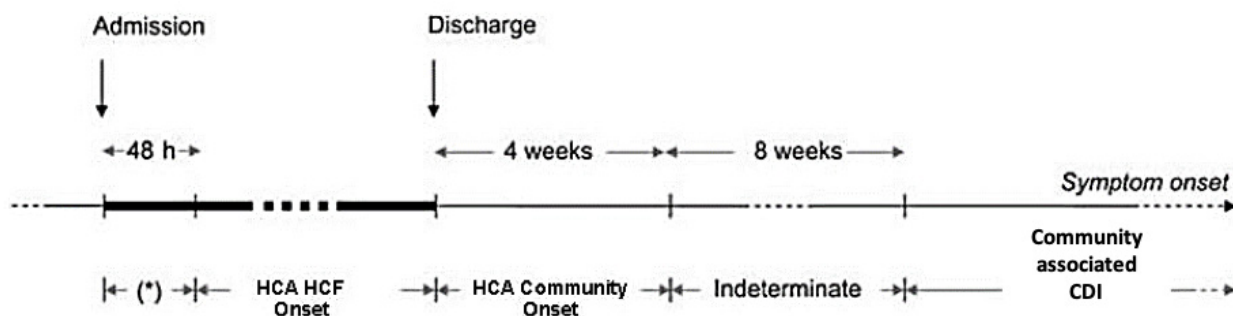 Admission
Discharge
48 h
4 weeks
8 weeks
Symptom onset
(*)
HCA HCF
Onset
HCA Community
Onset
Indeterminate
Community
associated
CDI